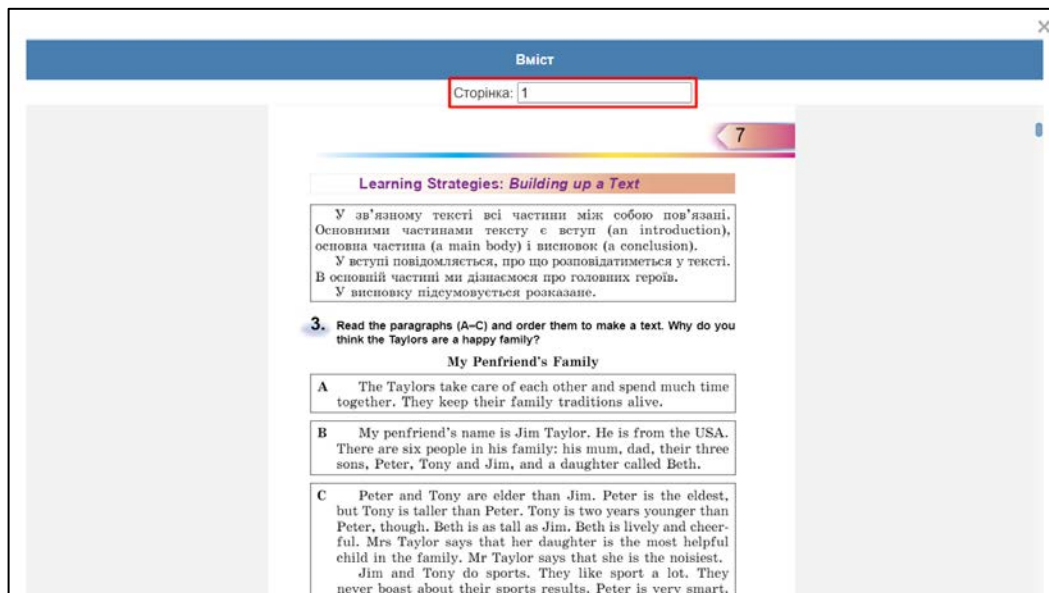 Вміст
Сторінка: 1
7
Learning Strategies: Building up a Text
У зв'язному тексті всі частини між собою пов'язані.
Основними частинами тексту є вступ (an introduction),
основна частина (a main body) і висновок (a conclusion).
У вступі повідомляється, про що розповідатиметься у тексті.
В основній частині ми дізнаємося про головних героїв.
У висновку підсумовується розказане.
3. Read the paragraphs (A–C) and order them to make a text. Why do you
think the Taylors are a happy family?
My Penfriend's Family
A The Taylors take care of each other and spend much time
together. They keep their family traditions alive.
B My penfriend's name is Jim Taylor. He is from the USA.
There are six people in his family: his mum, dad, their three
sons, Peter, Tony and Jim, and a daughter called Beth.
C Peter and Tony are elder than Jim. Peter is the eldest,
but Tony is taller than Peter. Tony is two years younger than
Peter, though. Beth is as tall as Jim. Beth is lively and cheer-
ful. Mrs Taylor says that her daughter is the most helpful
child in the family. Mr Taylor says that she is the noisiest.
Jim and Tony do sports. They like sport a lot. They
never boast about their sports results. Peter is very smart.